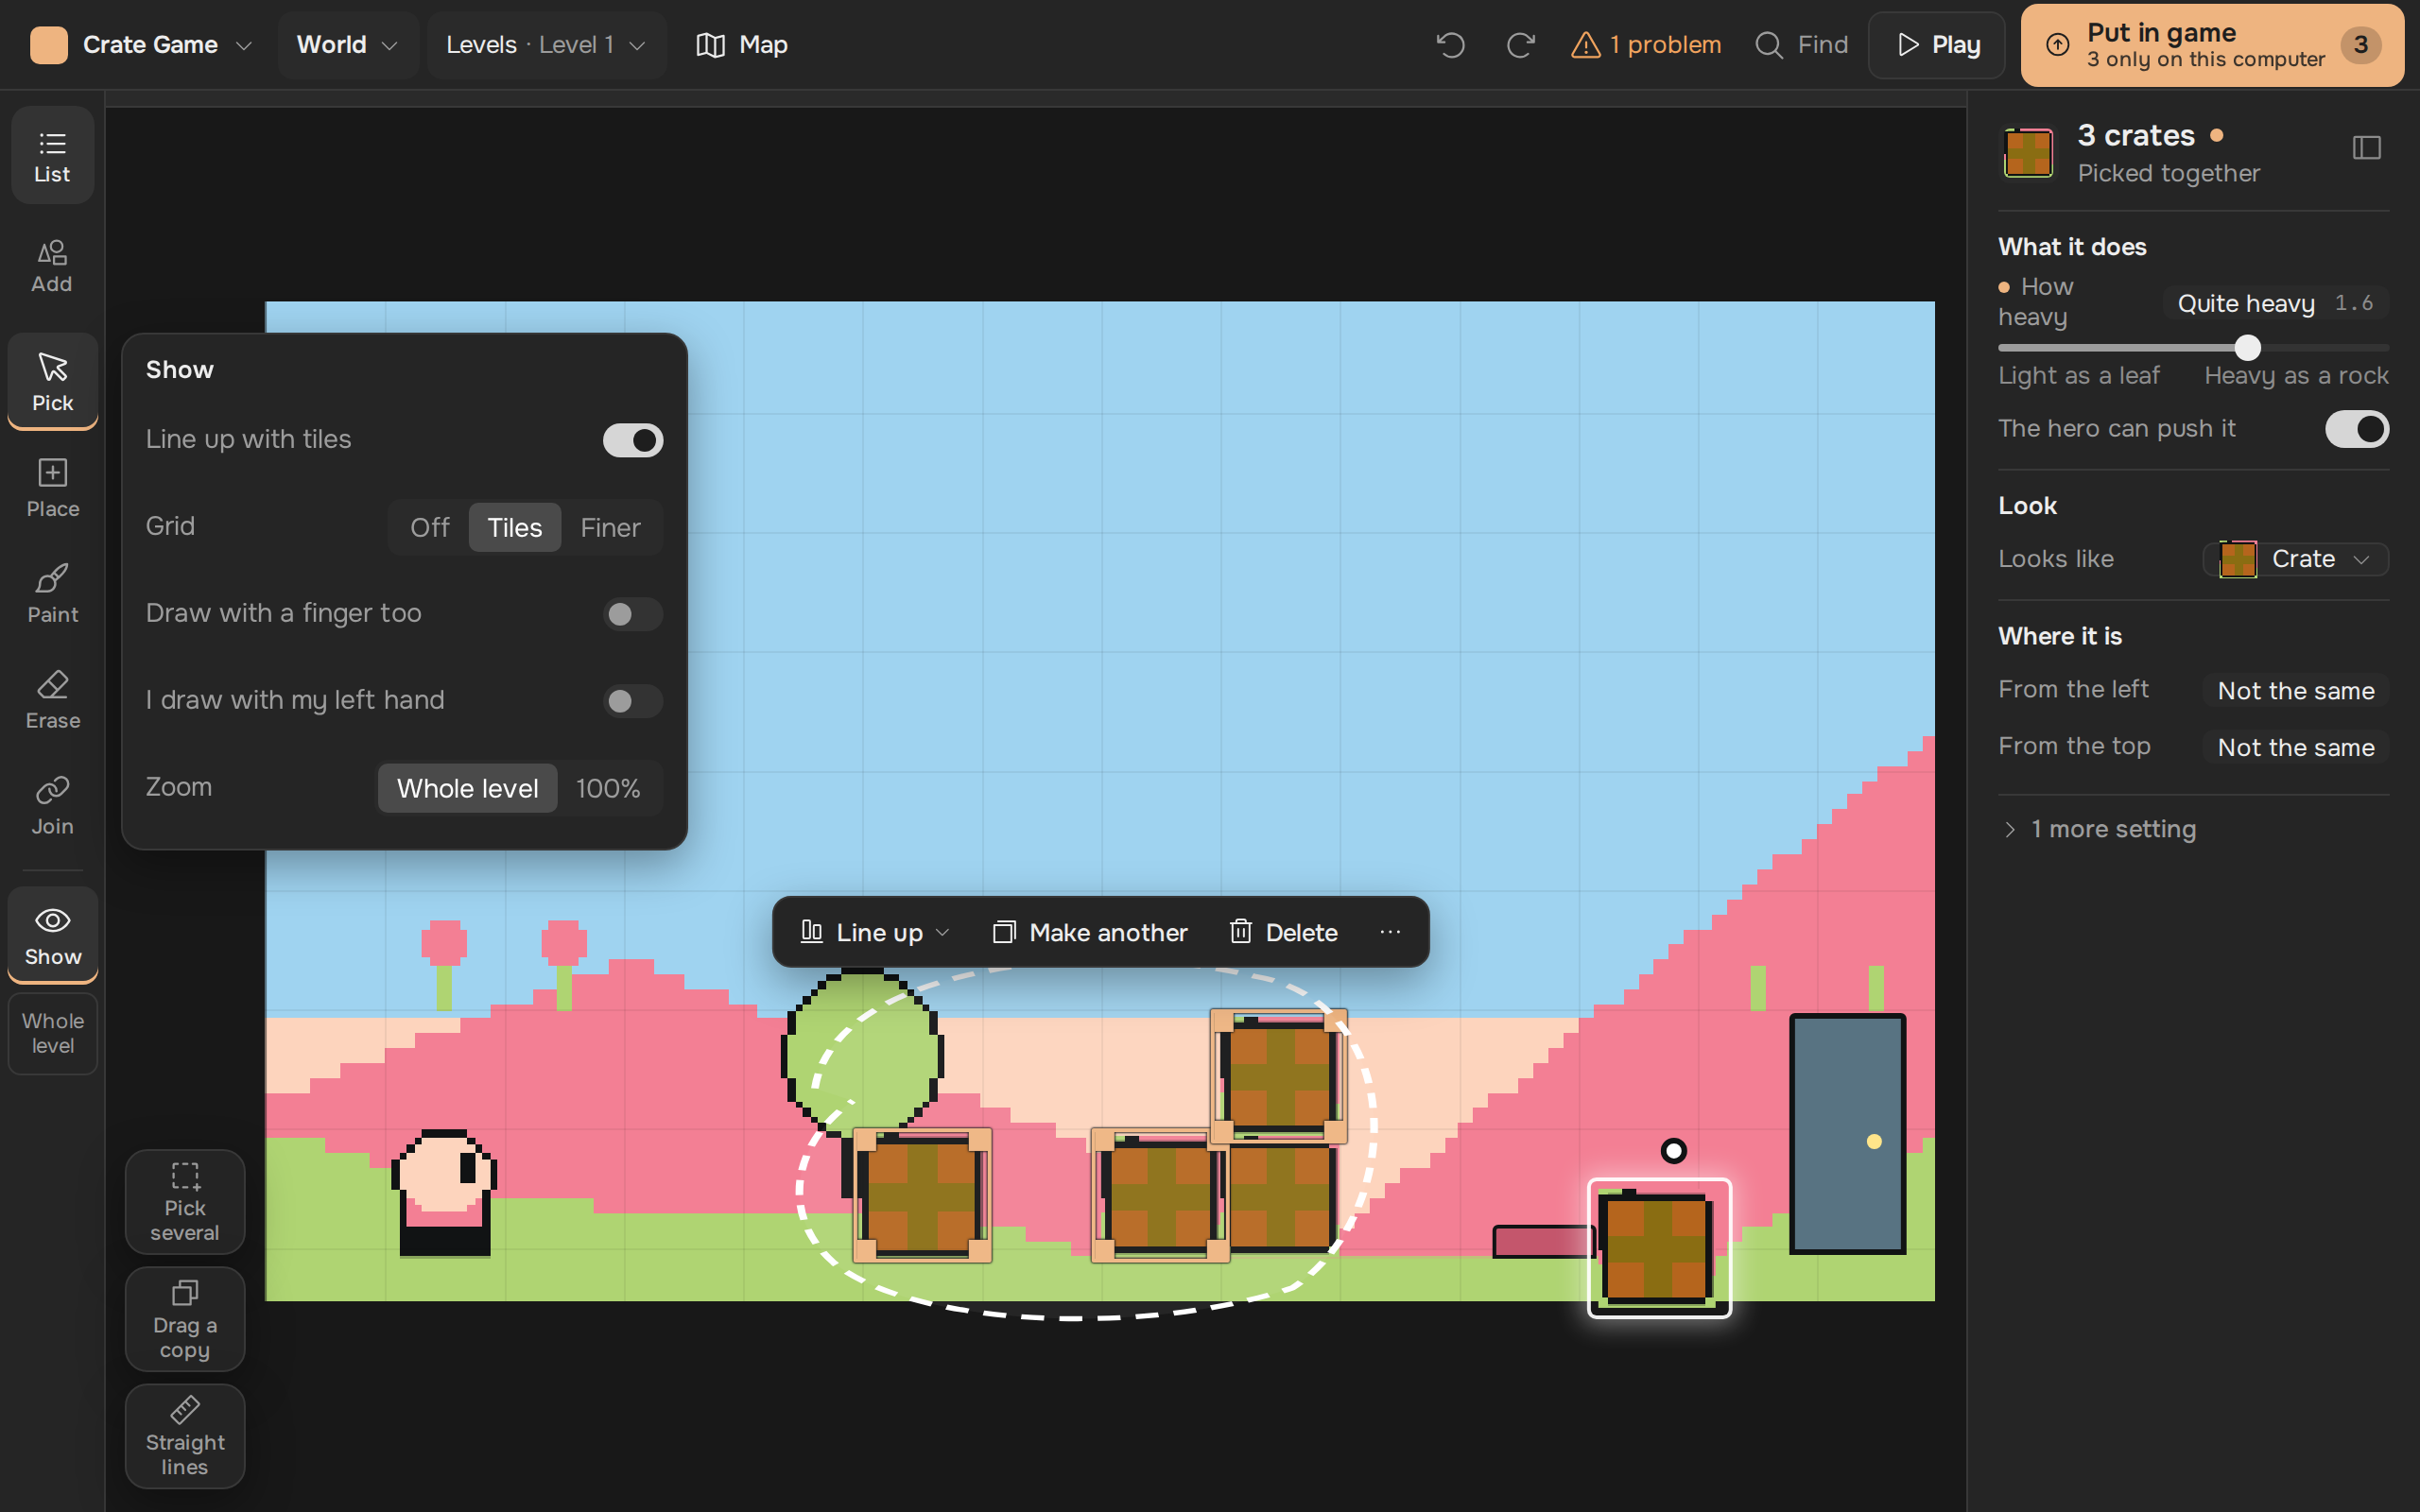 Crate Game
World
Levels · Level 1
Map
1 problem
Find
Play
Put in game
3 only on this computer
3
List
Add
Pick
Place
Paint
Erase
Join
Show
Whole
level
Show
Line up with tiles
Grid
Off
Tiles
Finer
Draw with a finger too
I draw with my left hand
Zoom
Whole level
100%
Line up
Make another
Delete
Pick
several
Drag a
copy
Straight
lines
3 crates
Picked together
What it does
How
heavy
Quite heavy 1.6
Light as a leaf
Heavy as a rock
The hero can push it
Look
Looks like
Crate
Where it is
From the left
Not the same
From the top
Not the same
1 more setting